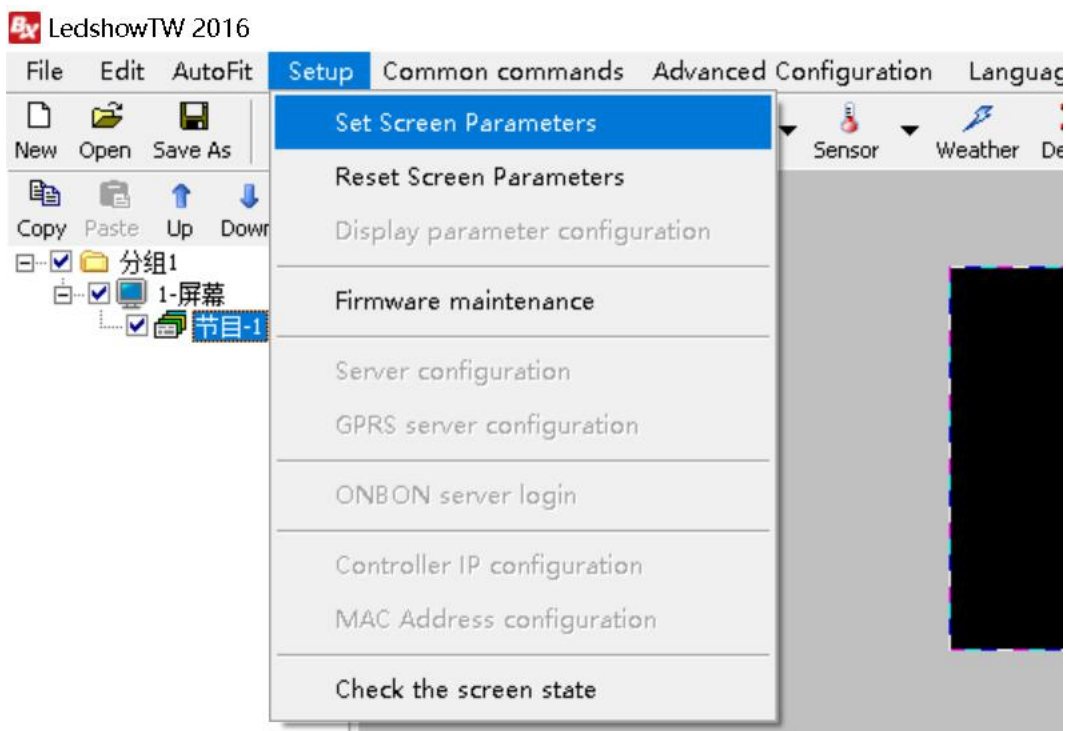 BX LedshowTW 2016
File Edit AutoFit Setup Common commands Advanced Configuration
New Open Save As Sensor Weather
Copy Paste Up
Set Screen Parameters
Reset Screen Parameters
Display parameter configuration
Firmware maintenance
Server configuration
GPRS server configuration
ONBON server login
Controller IP configuration
MAC Address configuration
Check the screen state
分组1
1-屏幕
节目-1